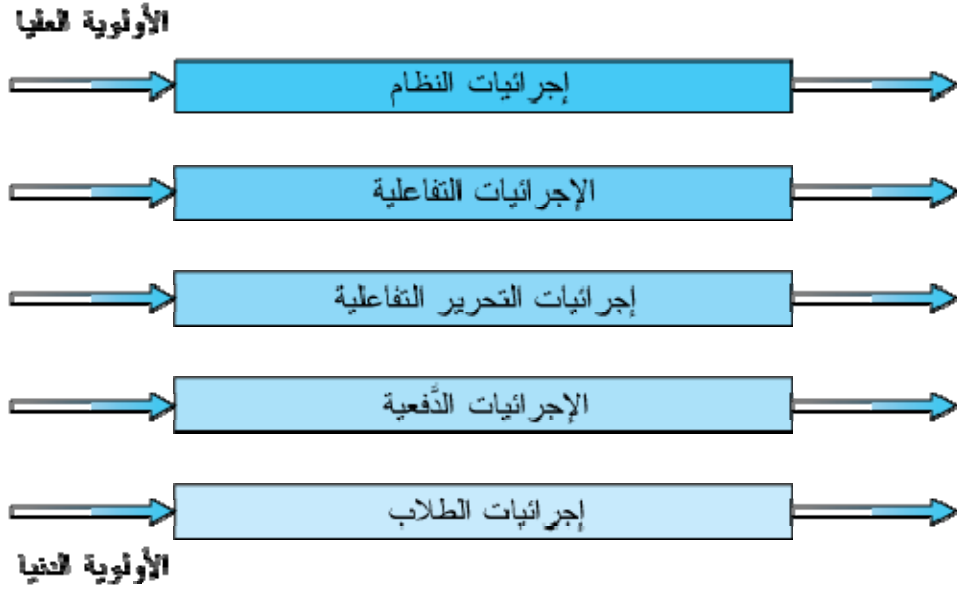 الأولوية العليا
إجرائيات النظام
الإجرائيات التفاعلية
إجرائيات التحرير التفاعلية
الإجرائيات الدَّفعية
إجرائيات الطلاب
الأولوية الدنيا